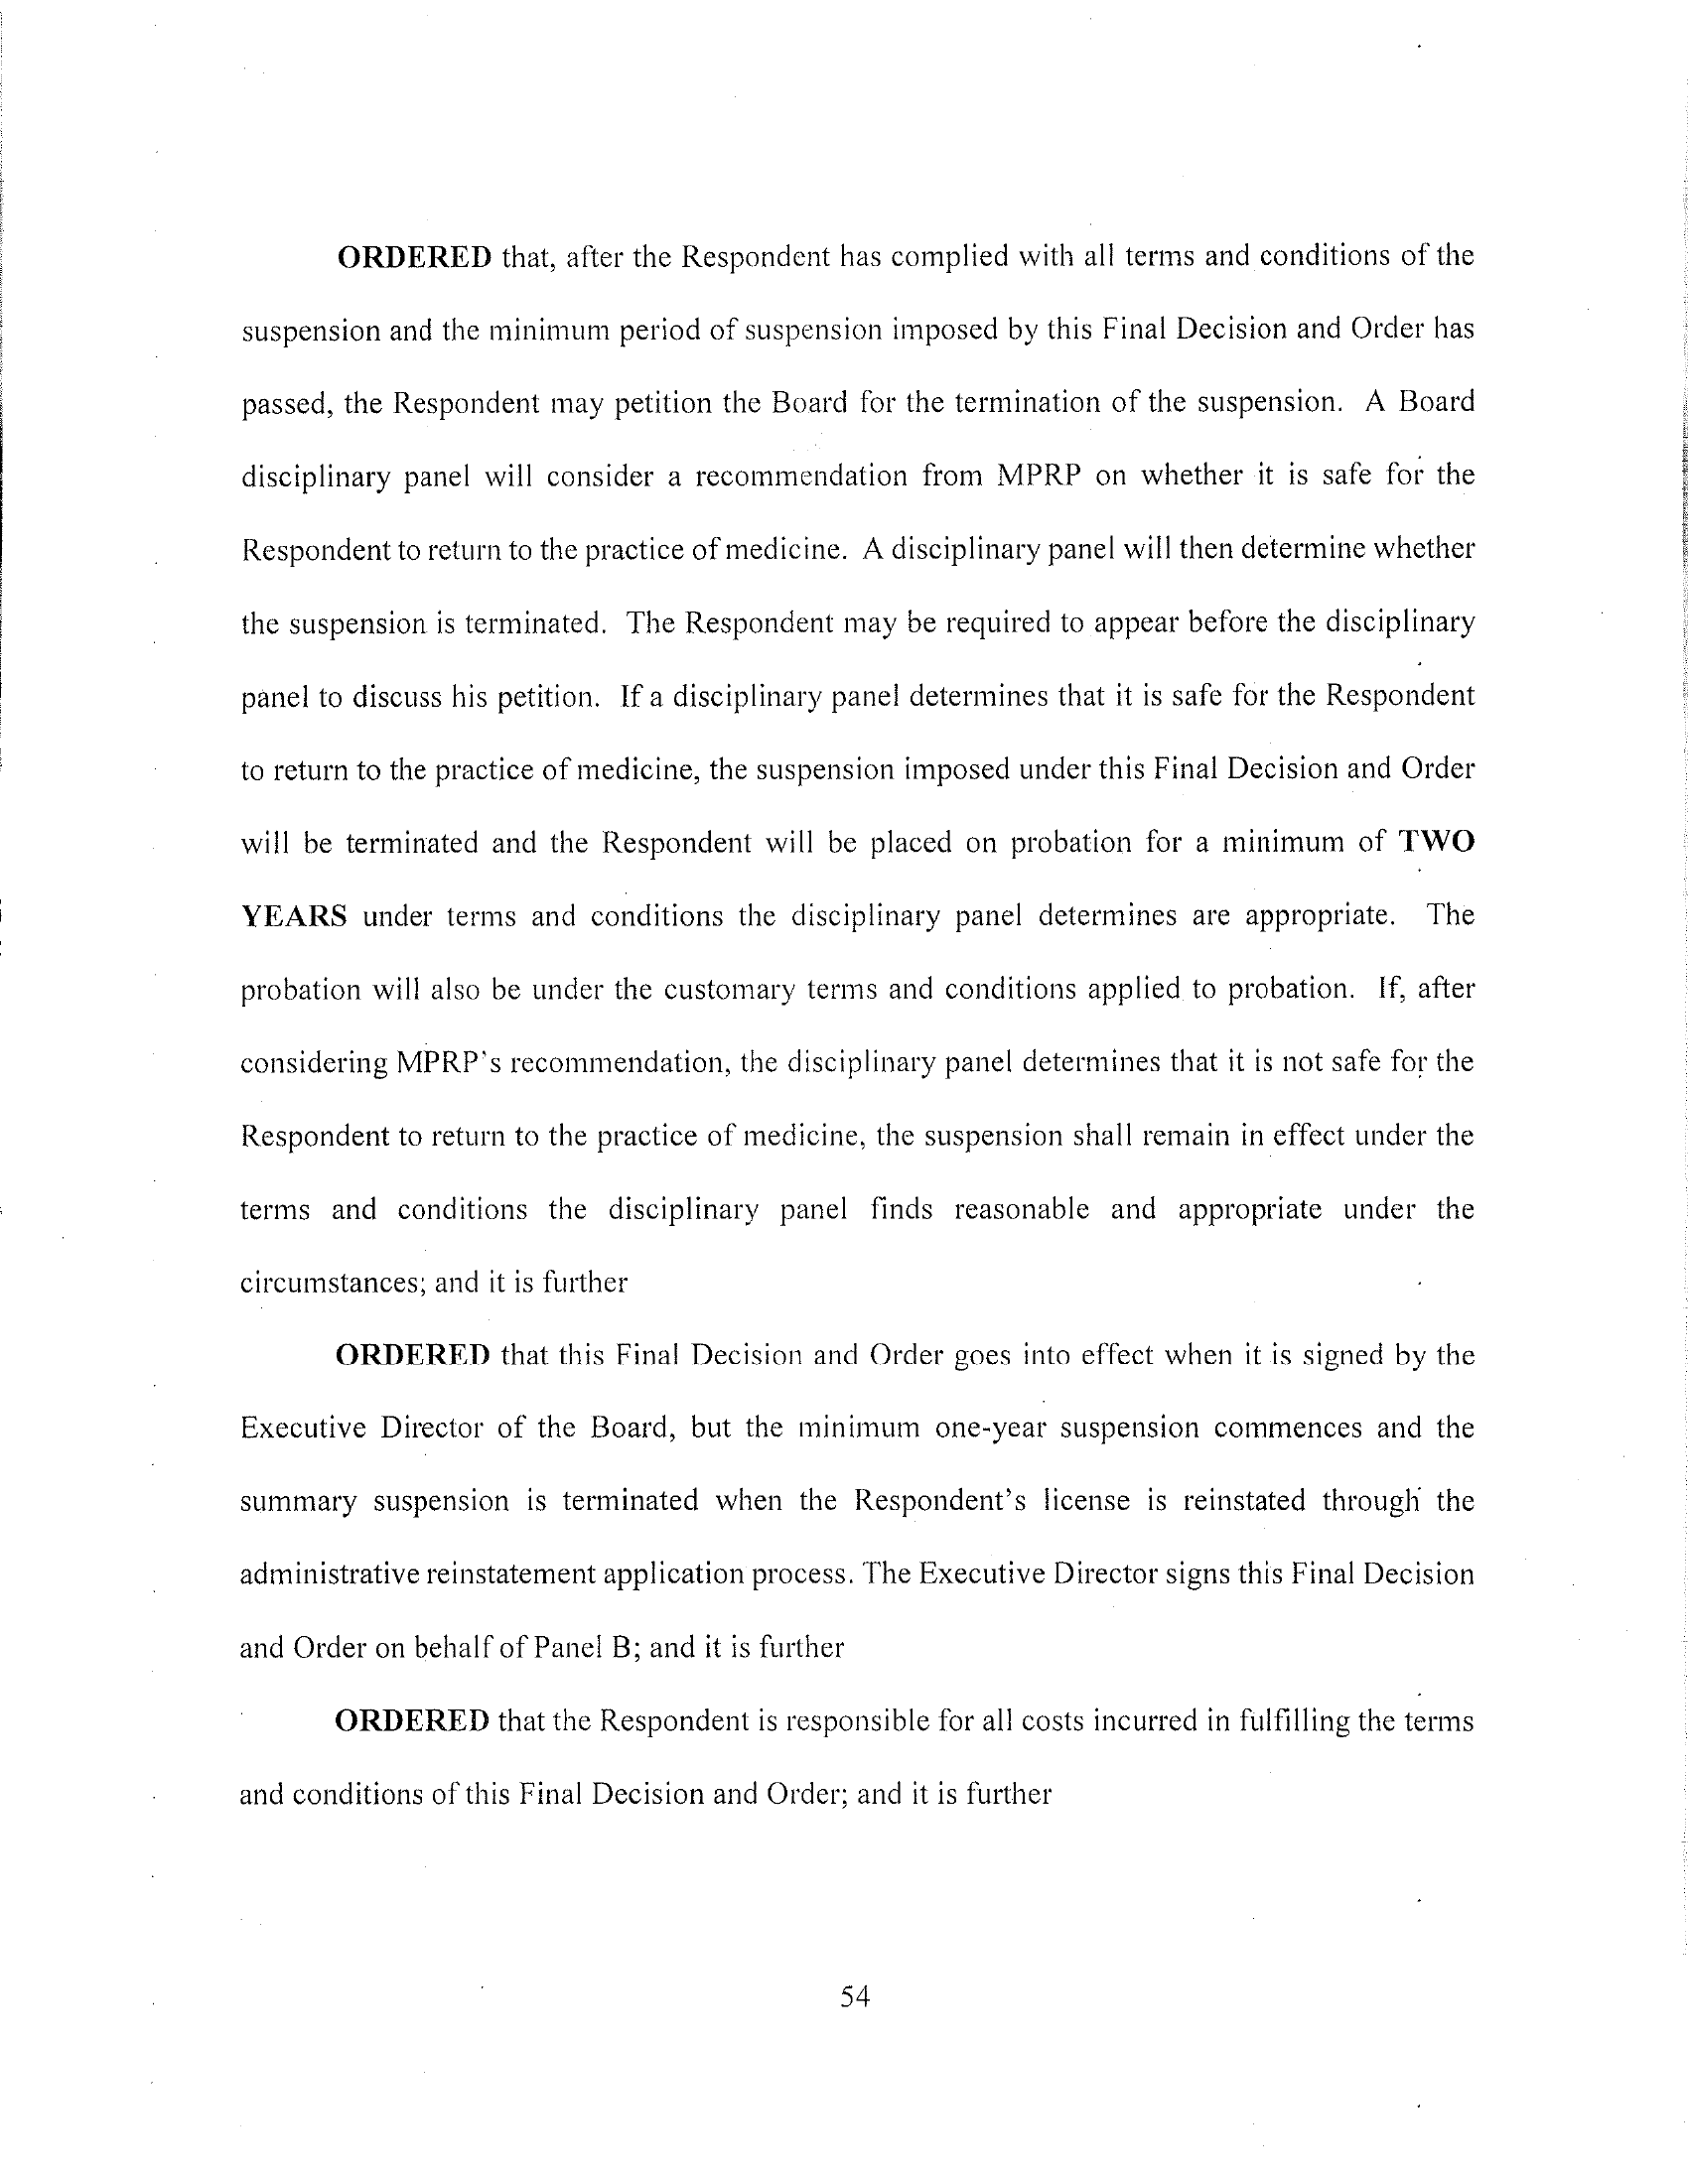 ORDERED that, after the Respondent has complied with all terms and conditions of the
suspension and the minimum period of suspension imposed by this Final Decision and Order has
passed, the Respondent may petition the Board for the termination of the suspension. A Board
disciplinary panel will consider a recommendation from MPRP on whether it is safe for the
Respondent to return to the practice of medicine. A disciplinary panel will then determine whether
the suspension is terminated. The Respondent may be required to appear before the disciplinary
panel to discuss his petition. If a disciplinary panel determines that it is safe for the Respondent
to return to the practice of medicine, the suspension imposed under this Final Decision and Order
will be terminated and the Respondent will be placed on probation for a minimum of TWO
YEARS under terms and conditions the disciplinary panel determines are appropriate. The
probation will also be under the customary terms and conditions applied to probation. If, after
considering MPRP's recommendation, the disciplinary panel determines that it is not safe for the
Respondent to return to the practice of medicine, the suspension shall remain in effect under the
terms and conditions the disciplinary panel finds reasonable and appropriate under the
circumstances; and it is further
ORDERED that this Final Decision and Order goes into effect when it is signed by the
Executive Director of the Board, but the minimum one-year suspension commences and the
summary suspension is terminated when the Respondent's license is reinstated through the
administrative reinstatement application process. The Executive Director signs this Final Decision
and Order on behalf of Panel B; and it is further
ORDERED that the Respondent is responsible for all costs incurred in fulfilling the terms
and conditions of this Final Decision and Order; and it is further
54